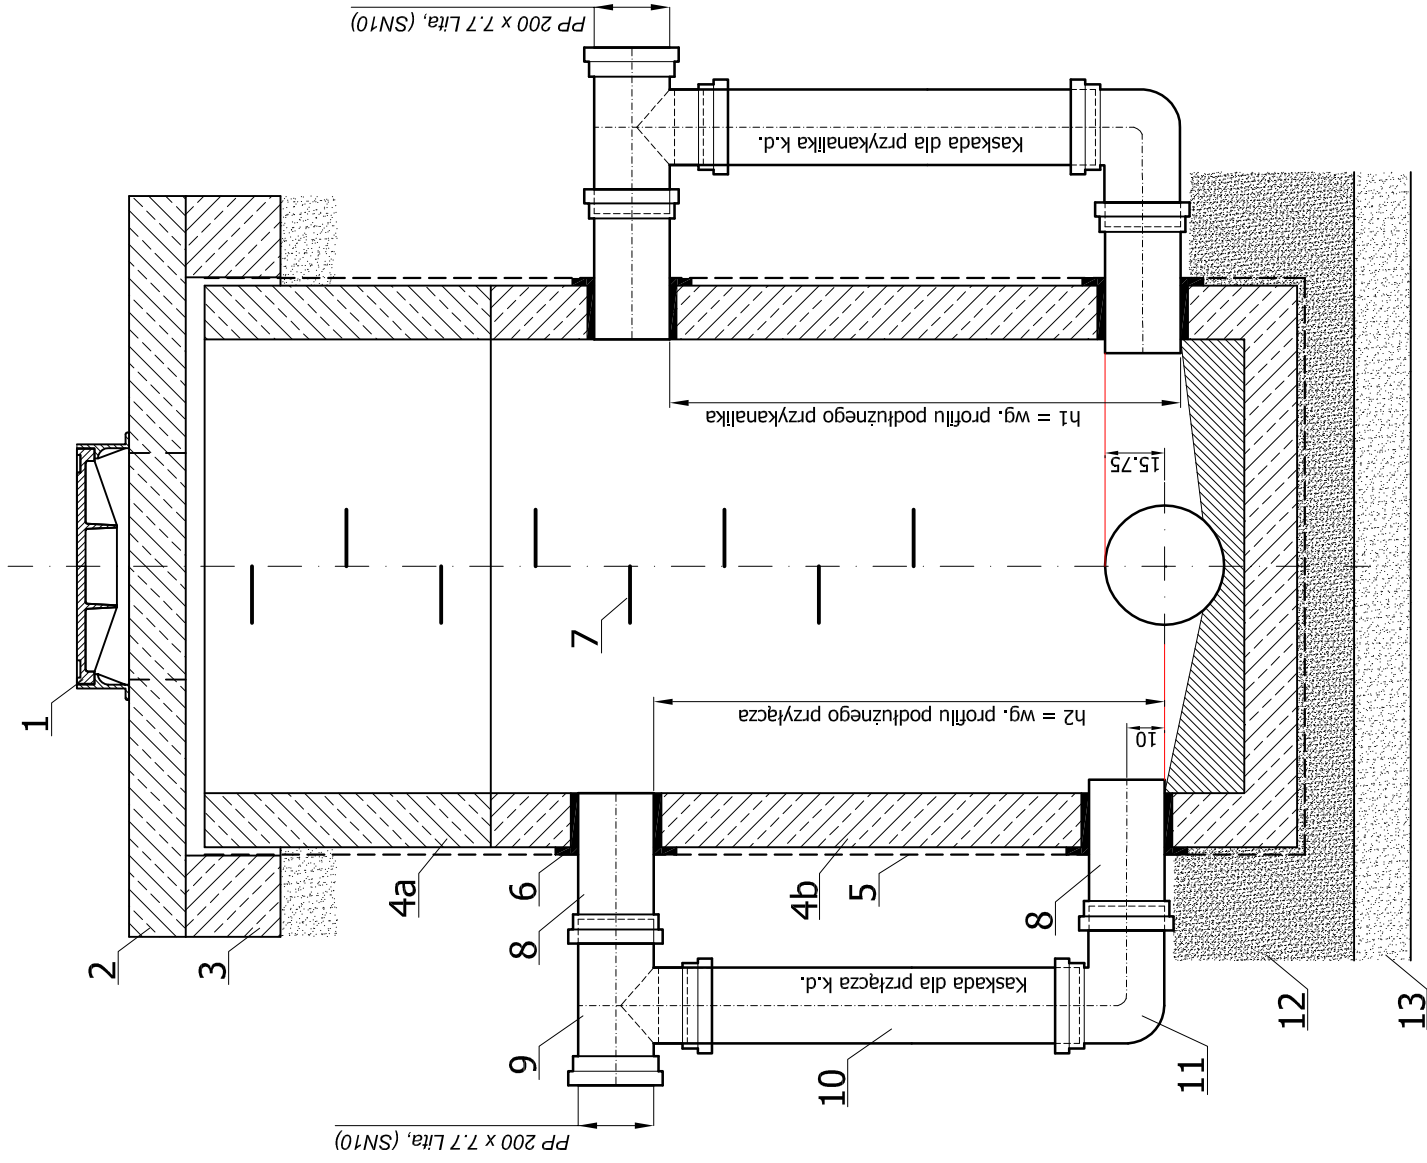 PP 200 x 7.7 Lita, (SN10)
Kaskada dla przykanalika k.d.
h1 = wg. profilu podłużnego przykanalika
15.75
1
7
h2 = wg. profilu podłużnego przyłącza
10
2
3
4a
6
8
4b
5
8
Kaskada dla przłącza k.d.
9
10
11
12
13
PP 200 x 7.7 Lita, (SN10)